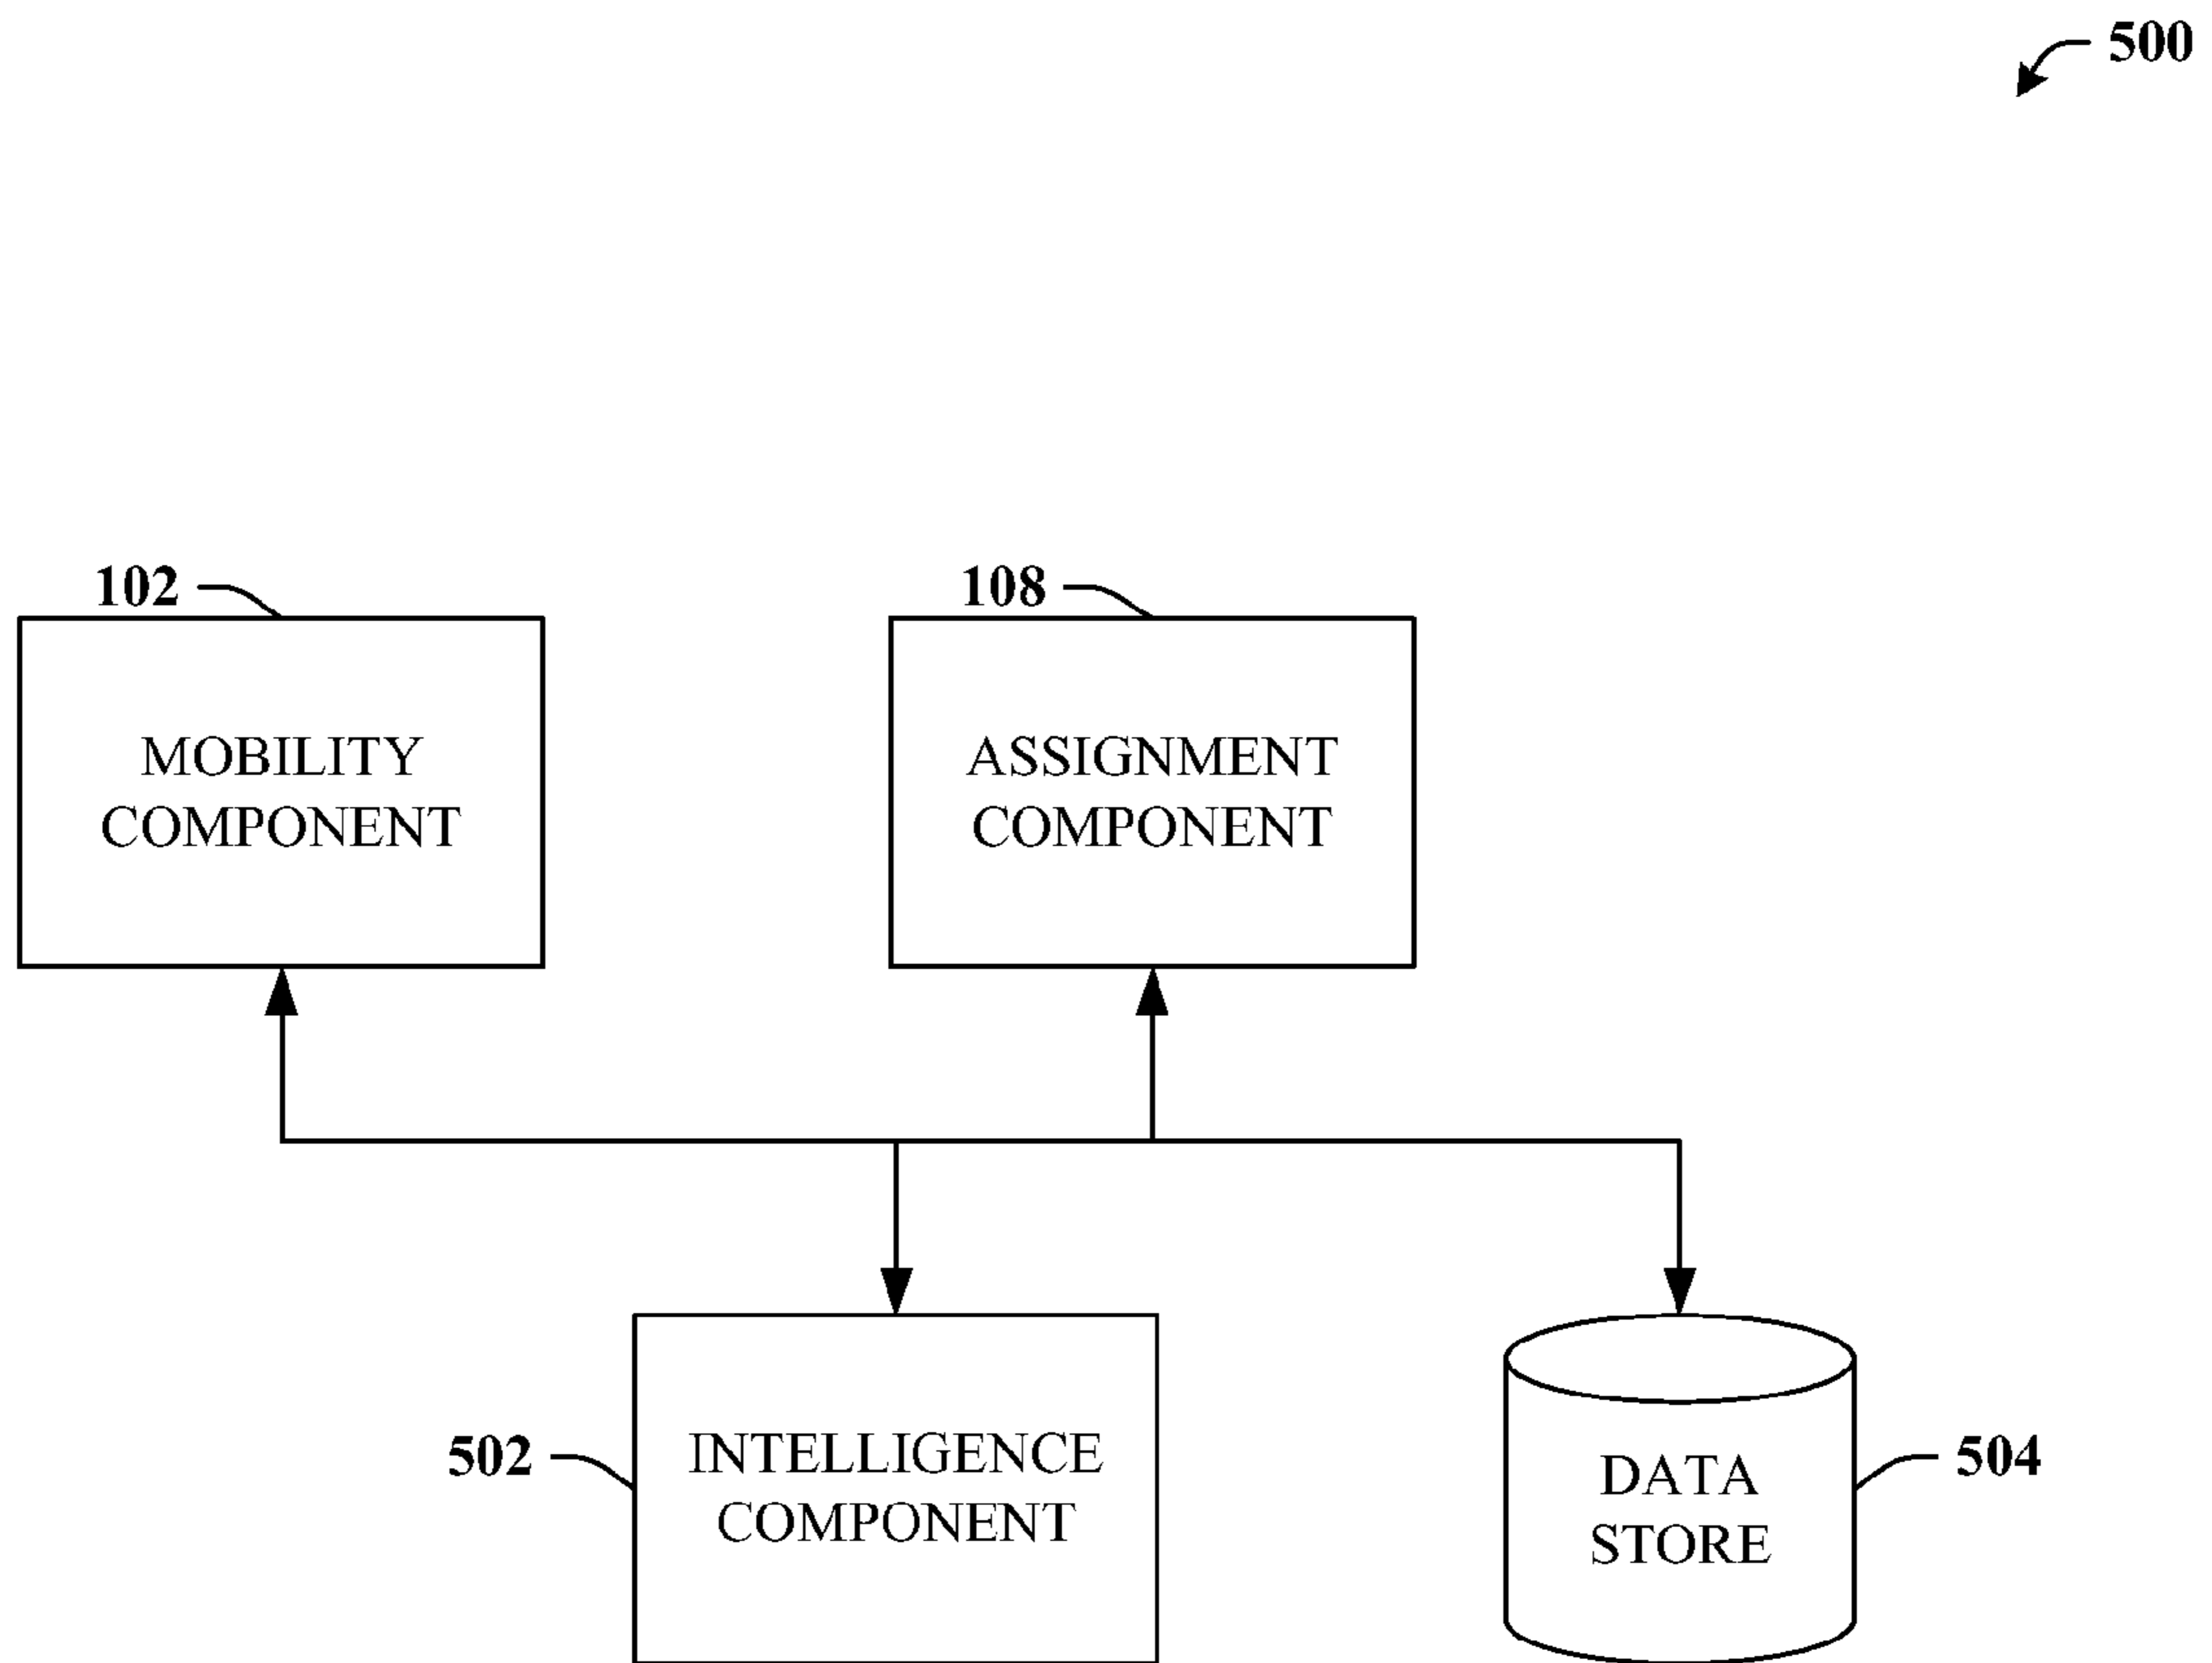 500
102
108
MOBILITY
COMPONENT
ASSIGNMENT
COMPONENT
502
INTELLIGENCE
COMPONENT
DATA
STORE
504